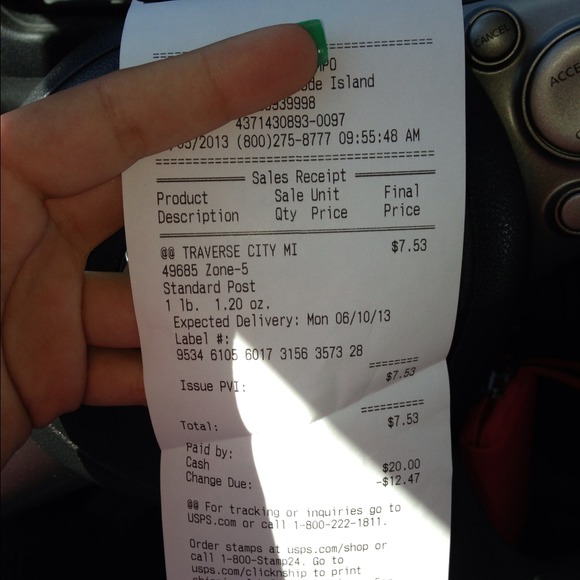 CANCEL
ACCE
Island
4371430893-0097
2013 (800)275-8777 09:55:48 AM
Sales Receipt
Product Sale Unit Final
Description Qty Price Price
@@ TRAVERSE CITY MI $7.53
49685 Zone-5
Standard Post
1 lb. 1.20 oz.
Expected Delivery: Mon 06/10/13
Label #:
9534 6105 6017 3156 3573 28
========
Issue PVI: $7.53
==========
Total: $7.53
Paid by:
Cash $20.00
Change Due: -$12.47
@@ For tracking or inquiries go to
USPS.com or call 1-800-222-1811.
Order stamps at usps.com/shop or
call 1-800-Stamp24. Go to
usps.com/clicknship to print